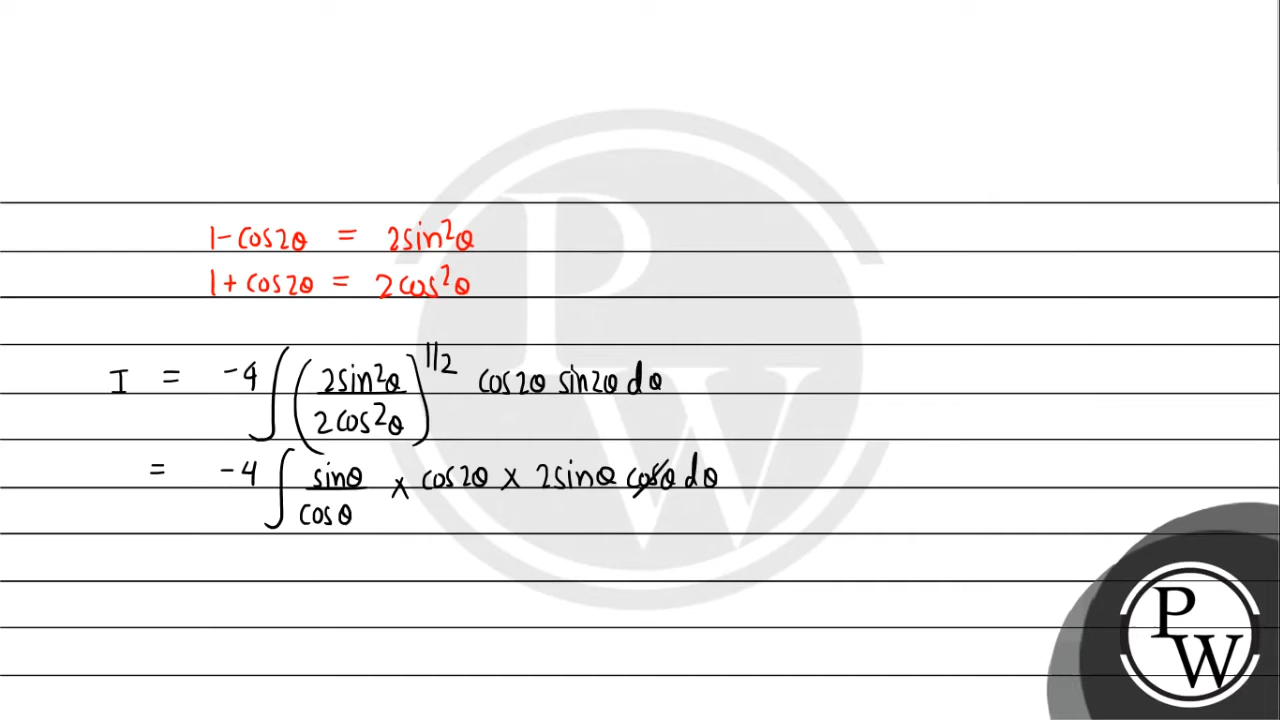 1-cos2θ = 2sin²θ
1+cos2θ = 2cos²θ
I = -4∫(2sin²θ/2cos²θ)^1/2 cos2θ sin2θ dθ
= -4∫ sinθ/cosθ × cos2θ × 2sinθ cosθ dθ
P
W
P
W